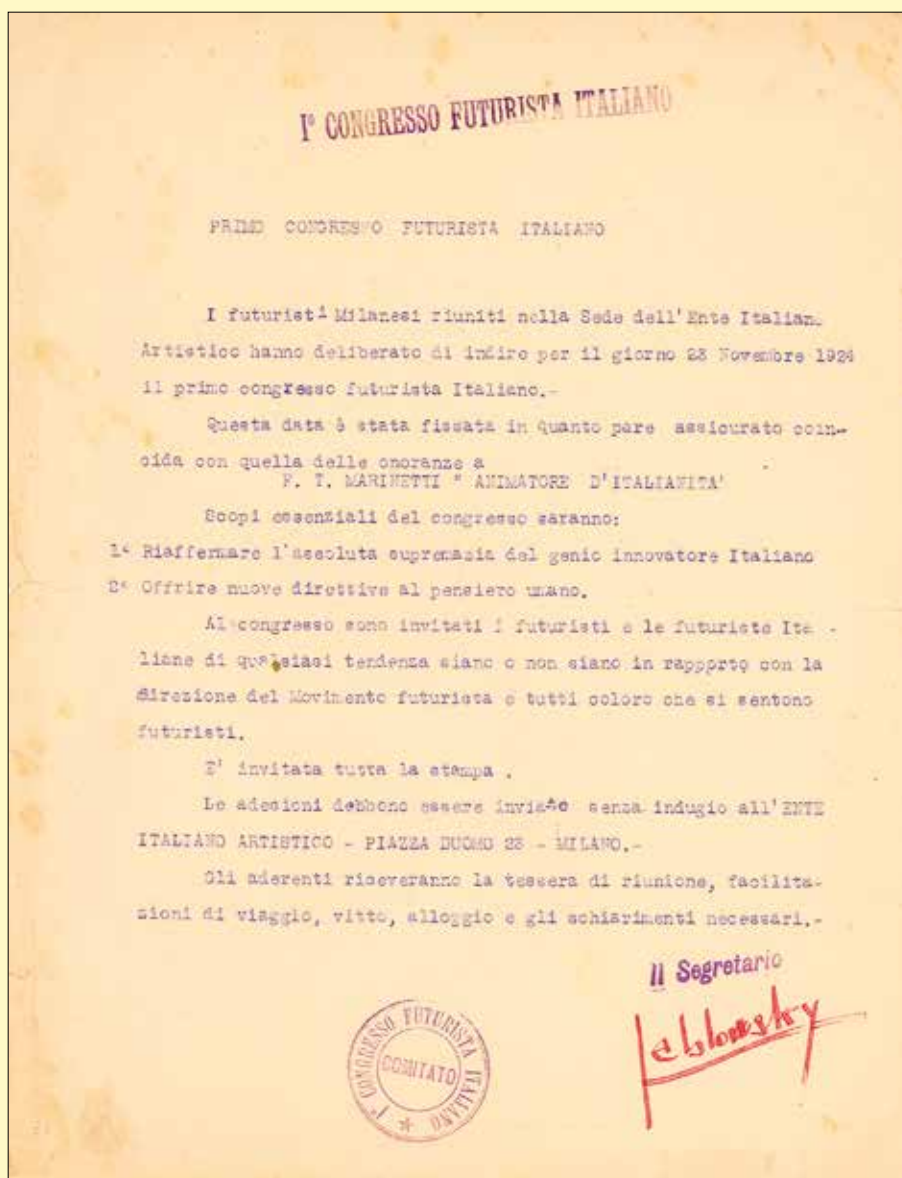 I° CONGRESSO FUTURISTA ITALIANO
PRIMO CONGRESSO FUTURISTA ITALIANO
I futuristi Milanesi riuniti nella Sede dell'Ente Italiano
Artistico hanno deliberato di indire per il giorno 23 Novembre 1924
il primo congresso futurista Italiano.-
Questa data è stata fissata in quanto pare assicurato coin-
cida con quella delle onoranze a
F. T. MARINETTI " ANIMATORE D'ITALIANITA'
Scopi essenziali del congresso saranno:
1° Riaffermare l'assoluta supremazia del genio innovatore Italiano
2° Offrire nuove direttive al pensiero umano.
Al congresso sono invitati i futuristi e le futuriste Ita -
liane di qualsiasi tendenza siano o non siano in rapporto con la
direzione del Movimento futurista e tutti coloro che si sentono
futuristi.
E' invitata tutta la stampa .
Le adesioni debbono essere inviate senza indugio all'ENTE
ITALIANO ARTISTICO - PIAZZA DUOMO 23 - MILANO.-
Gli aderenti riceveranno la tessera di riunione, facilita-
zioni di viaggio, vitto, alloggio e gli schiarimenti necessari.-
Il Segretario
1° CONGRESSO FUTURISTA ITALIANO
COMITATO